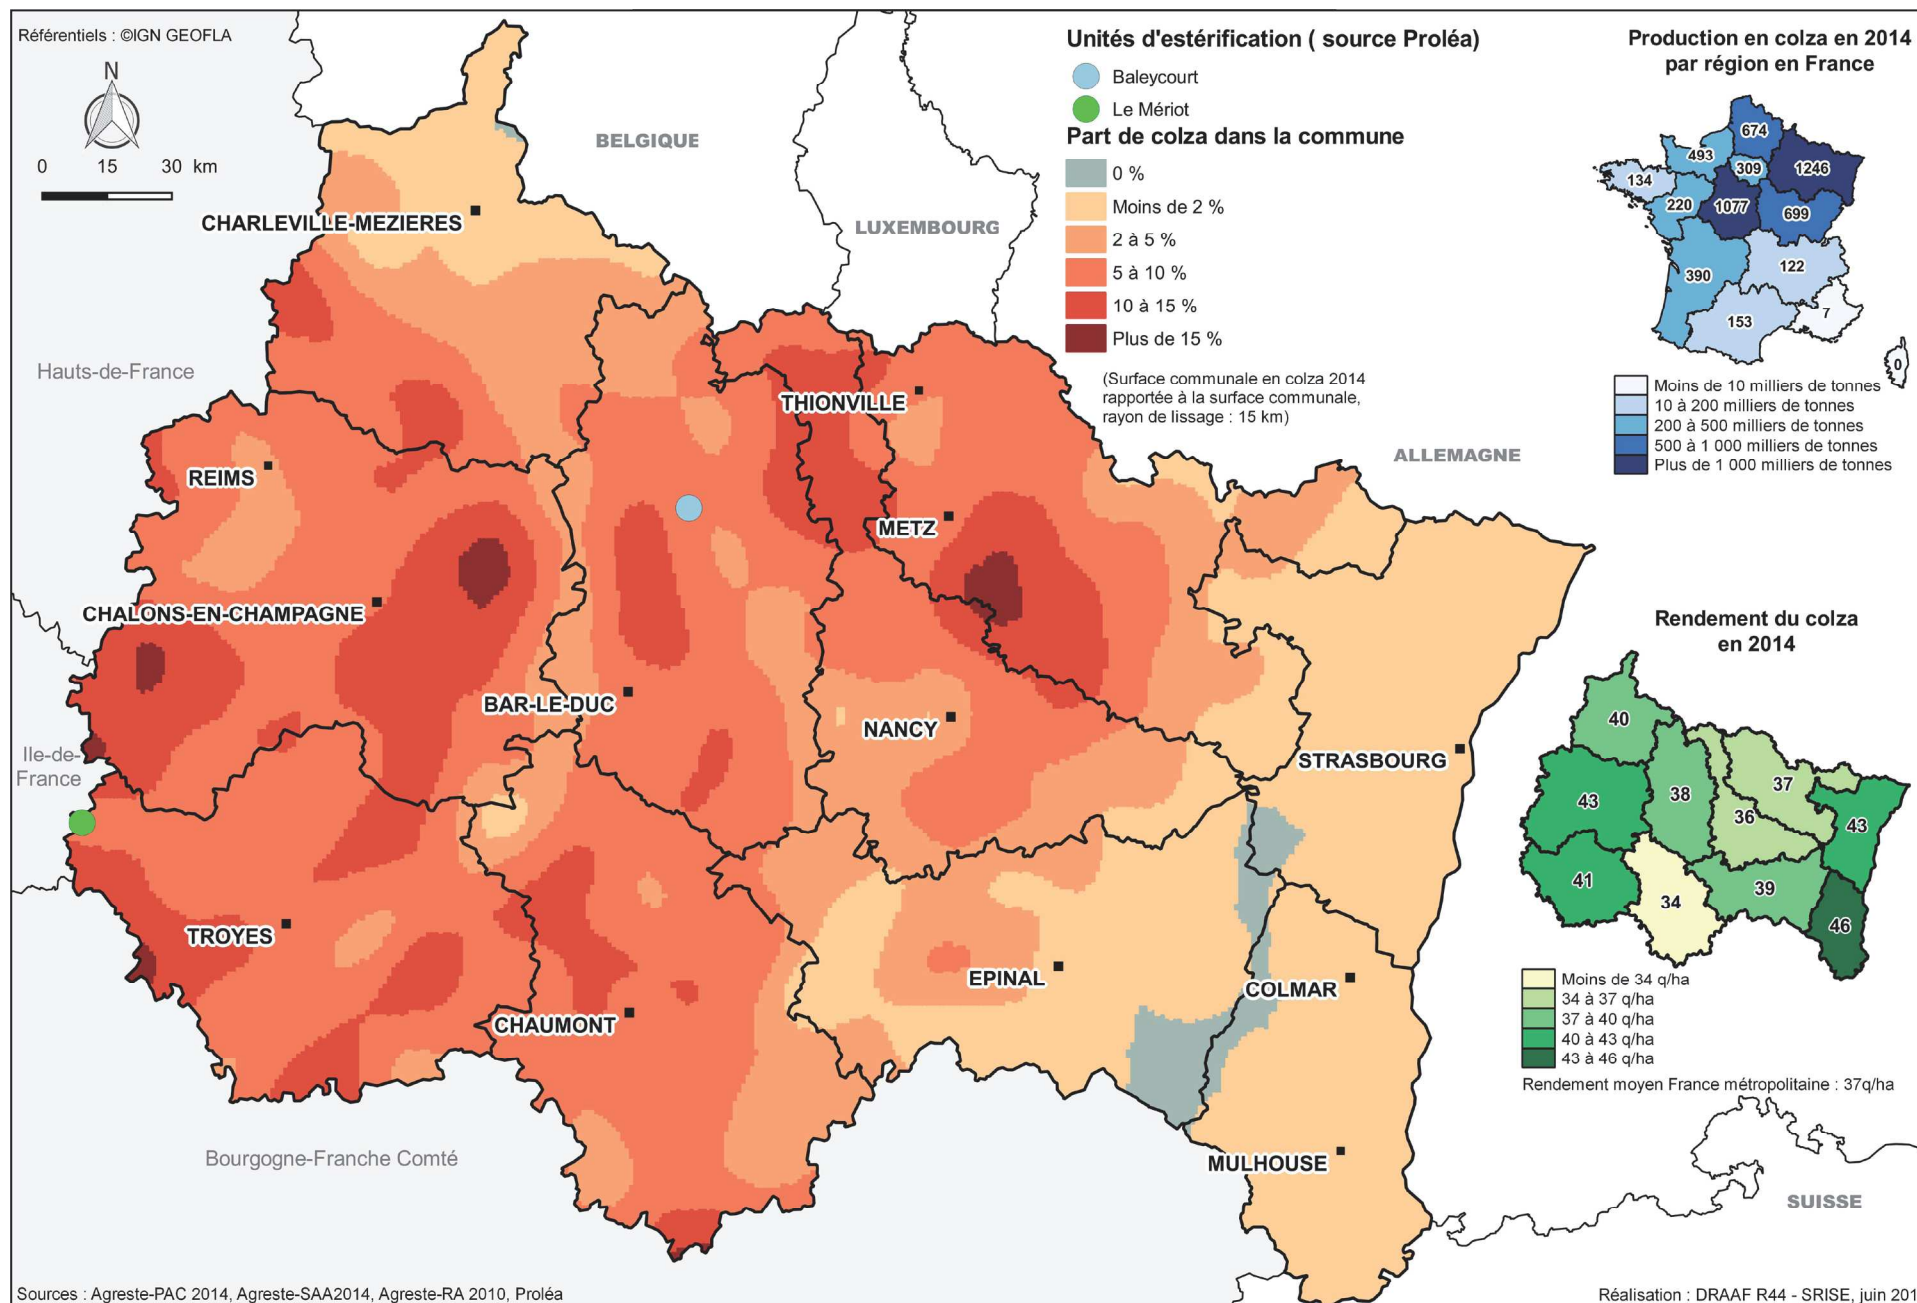 Référentiels : ©IGN GEOFLA
N
0 15 30 km
BELGIQUE
LUXEMBOURG
ALLEMAGNE
SUISSE
Hauts-de-France
Ile-de-
France
Bourgogne-Franche Comté
CHARLEVILLE-MEZIERES
THIONVILLE
REIMS
METZ
CHALONS-EN-CHAMPAGNE
BAR-LE-DUC
NANCY
STRASBOURG
TROYES
EPINAL
COLMAR
CHAUMONT
MULHOUSE
Unités d'estérification ( source Proléa)
Baleycourt
Le Mériot
Part de colza dans la commune
0 %
Moins de 2 %
2 à 5 %
5 à 10 %
10 à 15 %
Plus de 15 %
(Surface communale en colza 2014
rapportée à la surface communale,
rayon de lissage : 15 km)
Production en colza en 2014
par région en France
674
493
309
1246
134
220
1077
699
390
122
153
7
0
Moins de 10 milliers de tonnes
10 à 200 milliers de tonnes
200 à 500 milliers de tonnes
500 à 1 000 milliers de tonnes
Plus de 1 000 milliers de tonnes
Rendement du colza
en 2014
40
37
43
38
36
43
41
34
39
46
Moins de 34 q/ha
34 à 37 q/ha
37 à 40 q/ha
40 à 43 q/ha
43 à 46 q/ha
Rendement moyen France métropolitaine : 37q/ha
Sources : Agreste-PAC 2014, Agreste-SAA2014, Agreste-RA 2010, Proléa
Réalisation : DRAAF R44 - SRISE, juin 201